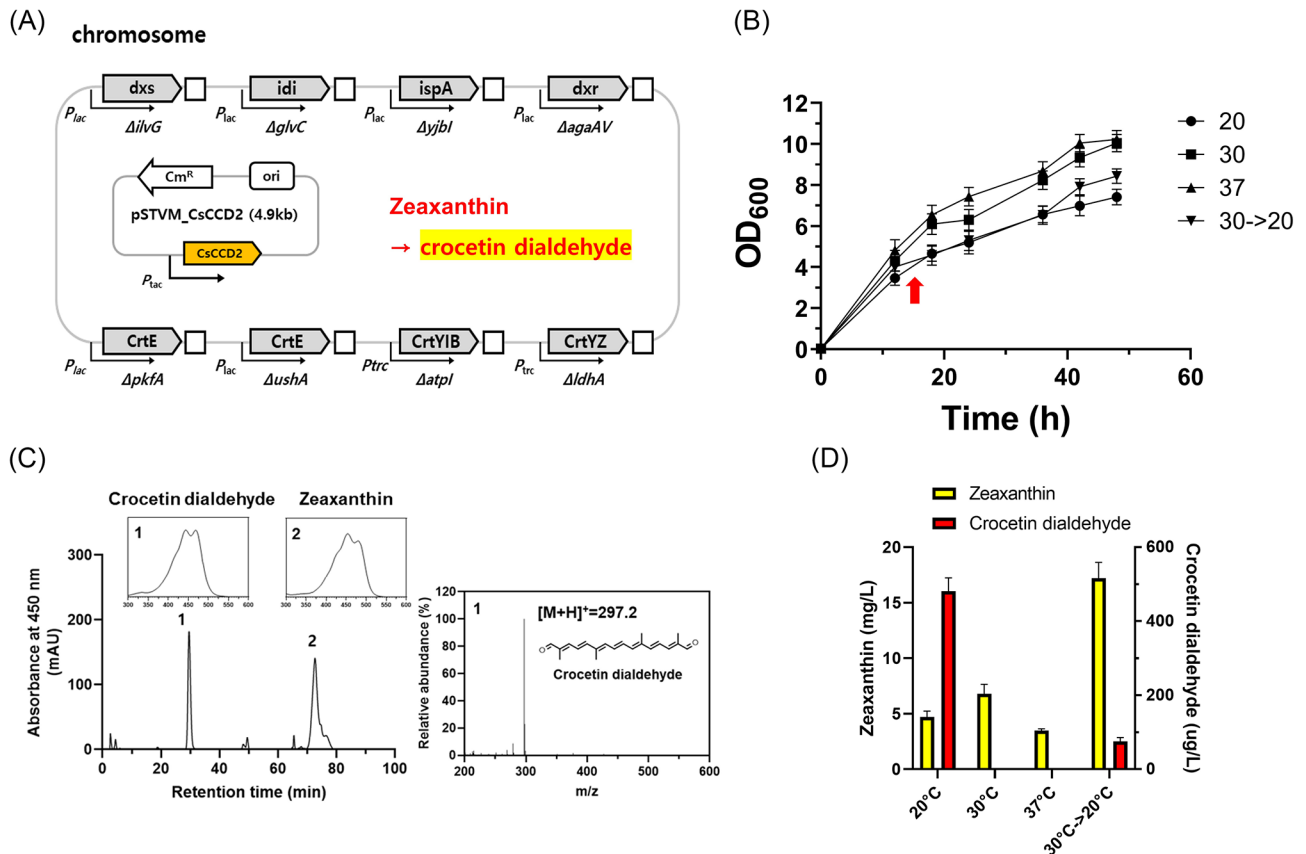 (A)
chromosome
dxs
idi
ispA
dxr
Plac
Plac
Plac
Plac
ΔilvG
ΔglvC
ΔyjbI
ΔagaAV
CmR
ori
pSTVM_CsCCD2 (4.9kb)
CsCCD2
Ptac
Zeaxanthin
→ crocetin dialdehyde
CrtE
CrtE
CrtYIB
CrtYZ
Plac
Plac
Ptrc
Ptrc
ΔpkfA
ΔushA
ΔatpI
ΔldhA
(B)
OD600
12
10
8
6
4
2
0
0
20
40
60
Time (h)
20
30
37
30->20
(C)
Crocetin dialdehyde
Zeaxanthin
1
2
300 350 400 450 500 550 600
300 350 400 450 500 550 600
Absorbance at 450 nm
(mAU)
300
200
100
0
1
2
0
20
40
60
80
100
Retention time (min)
Relative abundance (%)
120
100
80
60
40
20
0
1
[M+H]+=297.2
O
O
Crocetin dialdehyde
200
300
400
500
600
m/z
(D)
Zeaxanthin
Crocetin dialdehyde
Zeaxanthin (mg/L)
20
15
10
5
0
600
400
200
0
Crocetin dialdehyde (ug/L)
20°C
30°C
37°C
30°C->20°C